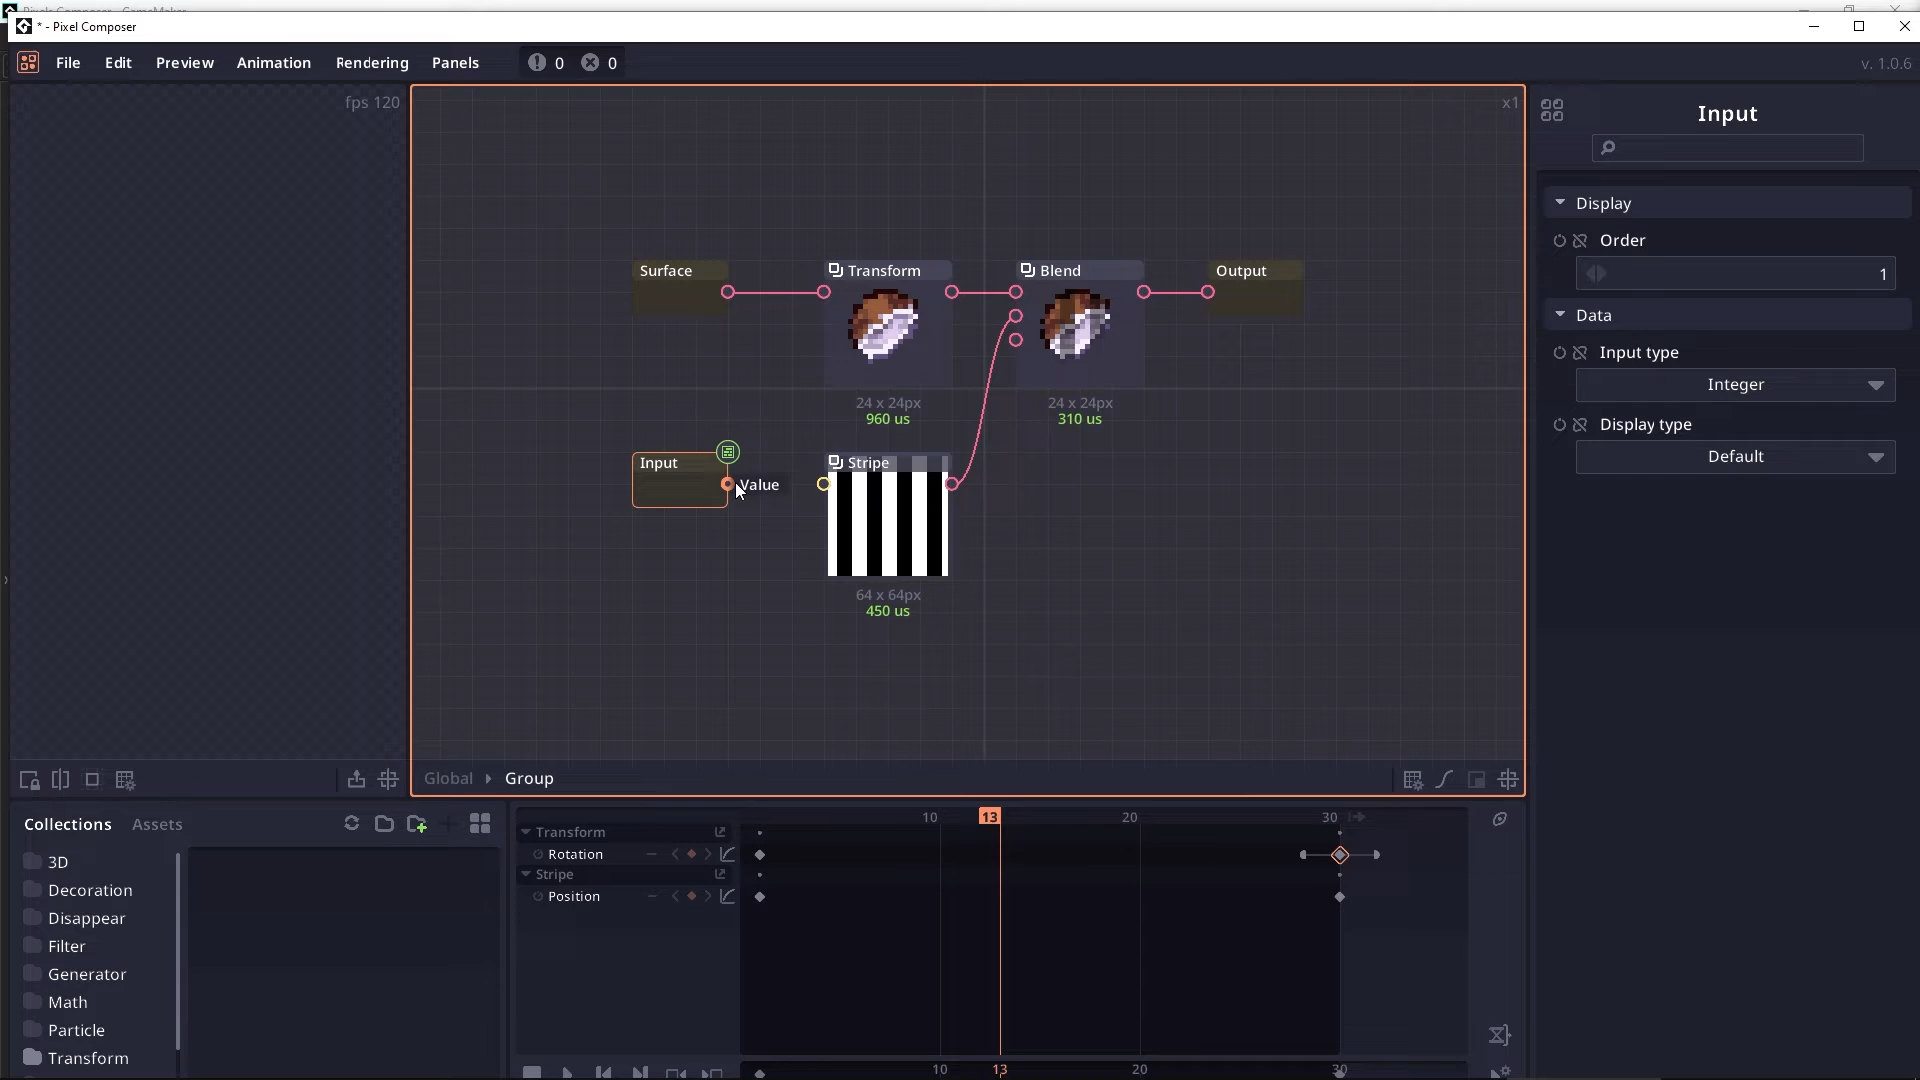 * - Pixel Composer
File Edit Preview Animation Rendering Panels 0 0
v. 1.0.6
fps 120
x1
Input
Surface
Transform
Blend
Output
24 x 24px
960 us
24 x 24px
310 us
Input
Value
Stripe
64 x 64px
450 us
Display
Order
1
Data
Input type
Integer
Display type
Default
Global Group
Collections Assets
3D
Decoration
Disappear
Filter
Generator
Math
Particle
Transform
10 13 20 30
Transform
Rotation
Stripe
Position
10 13 20 30